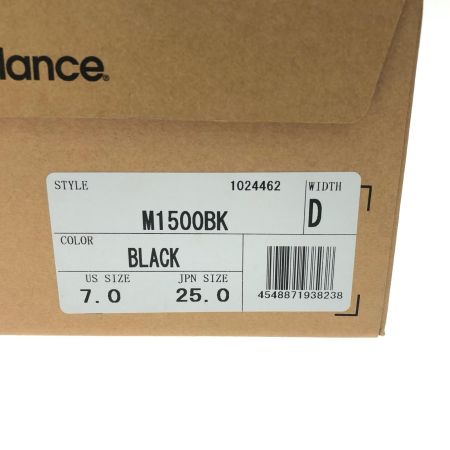 lance
STYLE 1024462 WIDTH
M1500BK D
COLOR
BLACK
US SIZE JPN SIZE
7.0 25.0
4548871938238